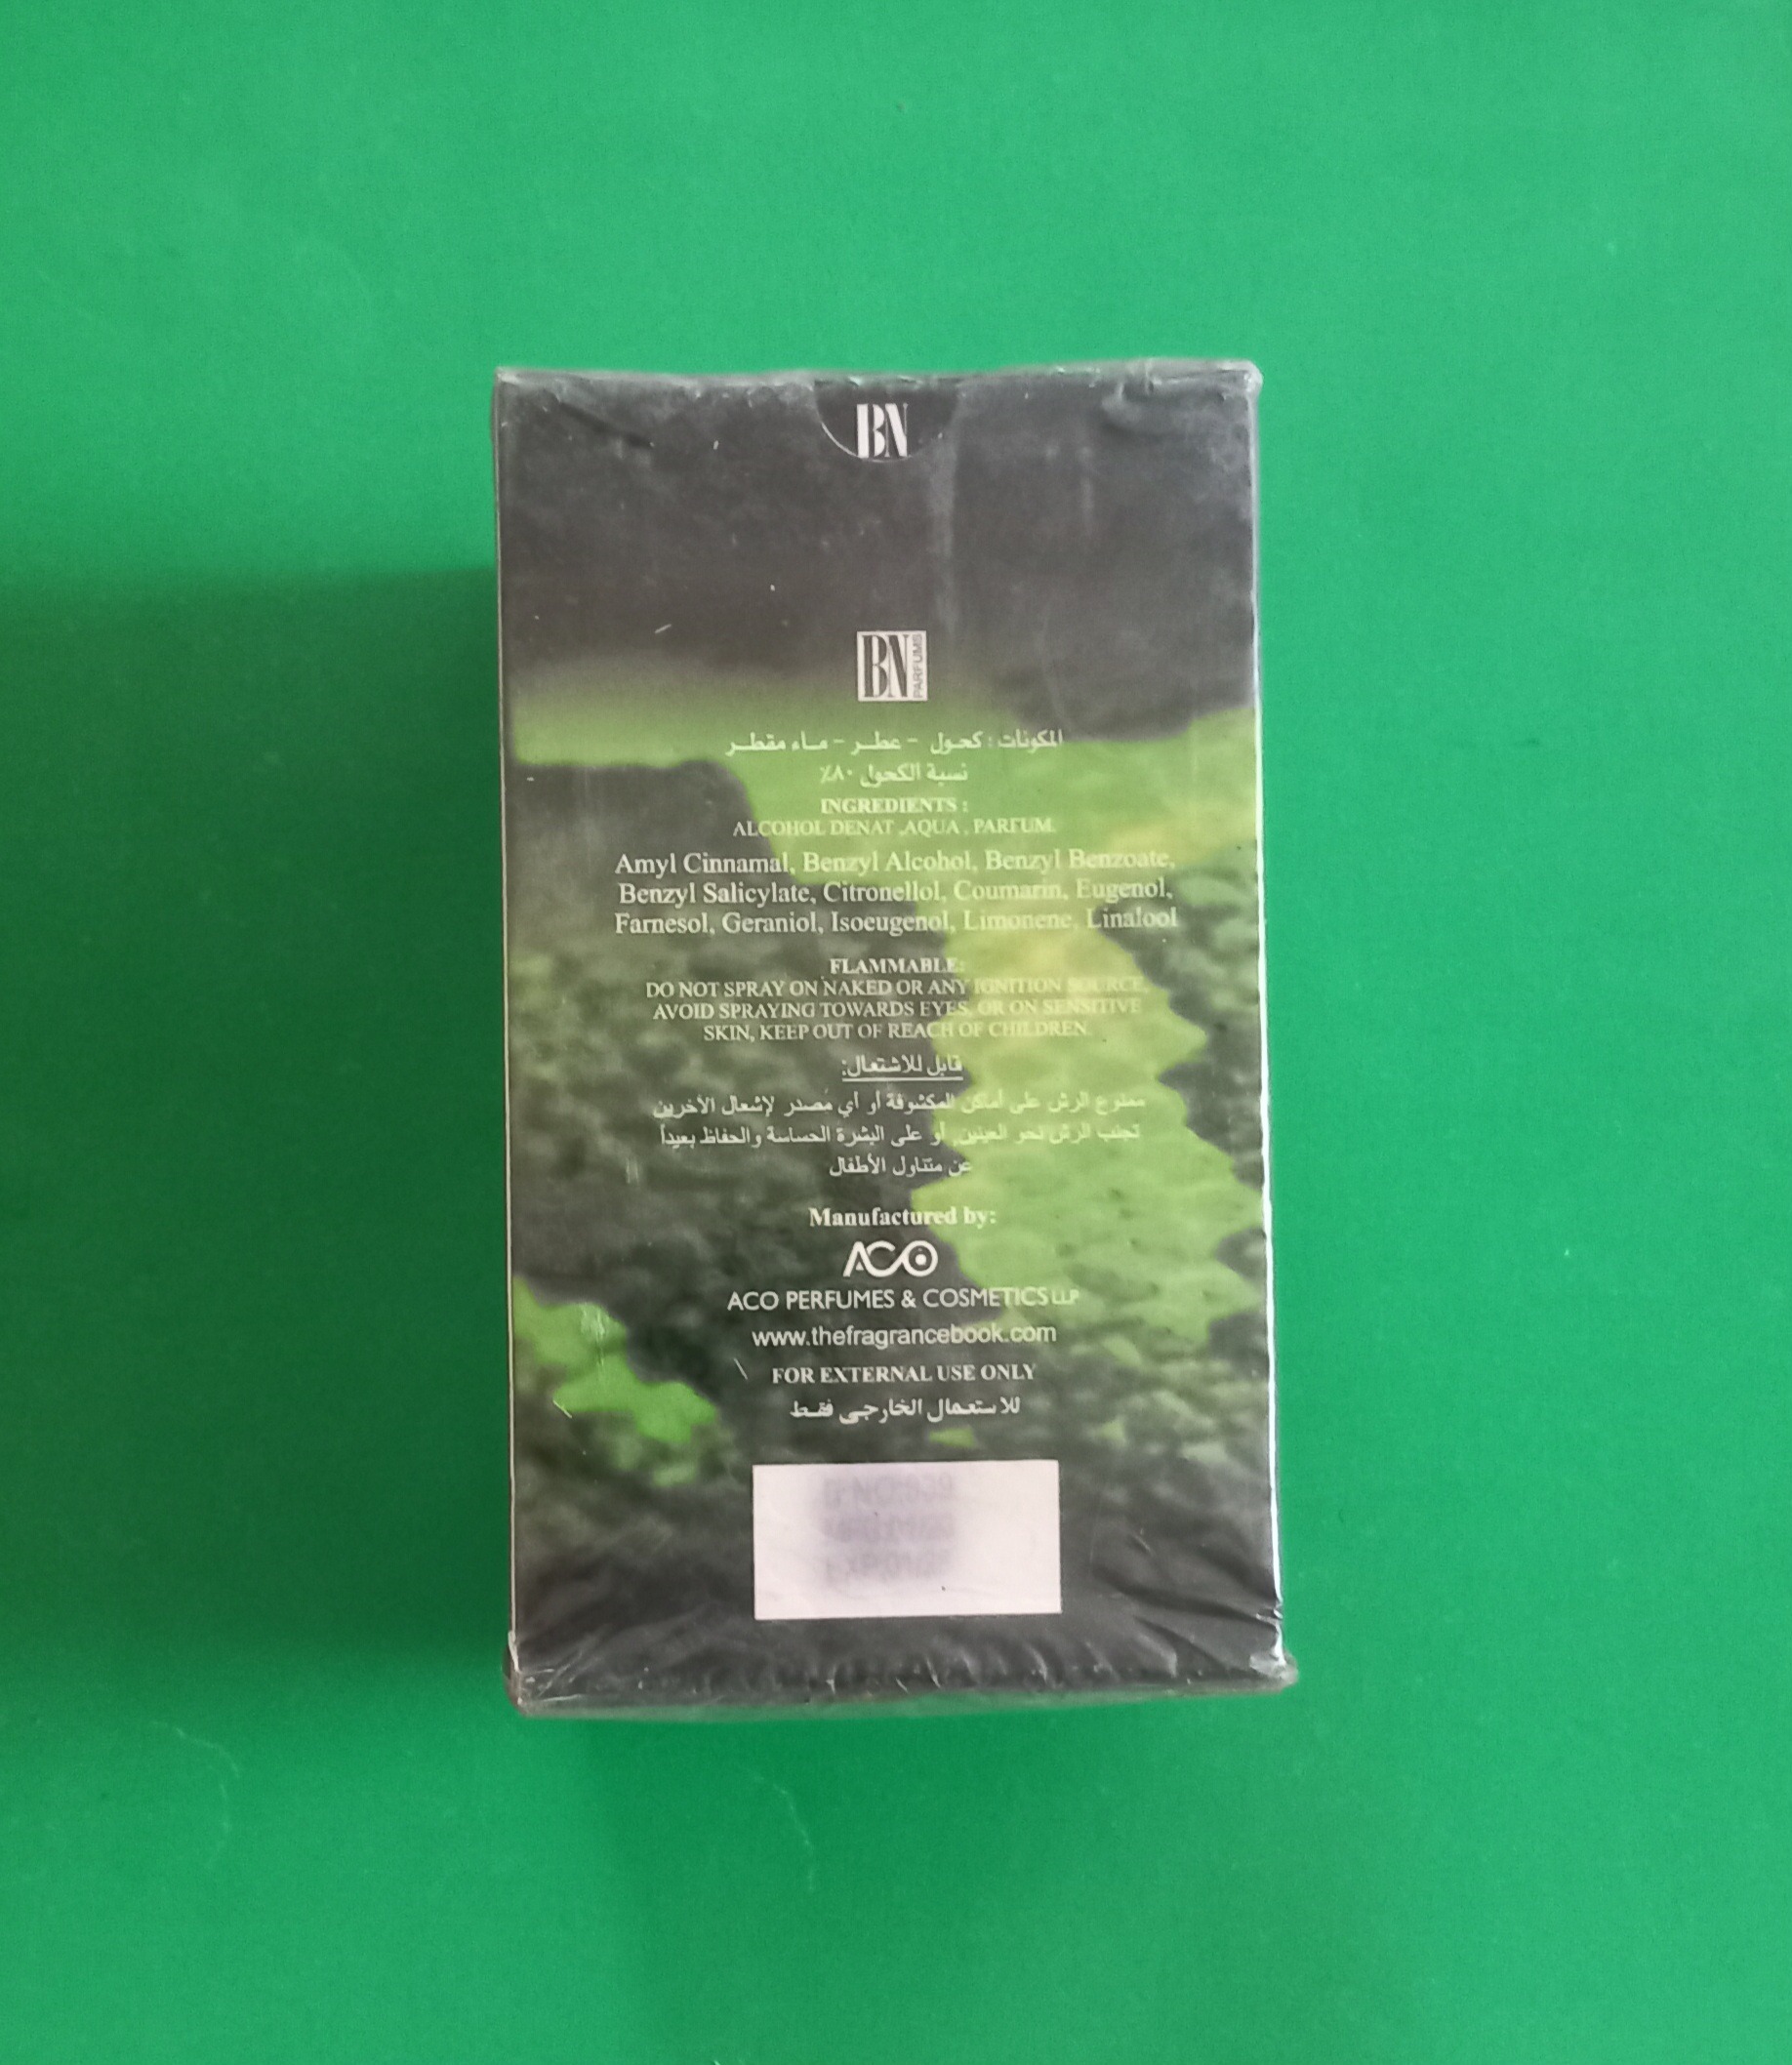 BN
BN PARFUMS
المكونات : كحول - عطر - ماء مقطر
نسبة الكحول ٨٠٪
INGREDIENTS :
ALCOHOL DENAT ,AQUA , PARFUM.
Amyl Cinnamal, Benzyl Alcohol, Benzyl Benzoate,
Benzyl Salicylate, Citronellol, Coumarin, Eugenol,
Farnesol, Geraniol, Isoeugenol, Limonene, Linalool
FLAMMABLE:
DO NOT SPRAY ON NAKED OR ANY IGNITION SOURCE,
AVOID SPRAYING TOWARDS EYES, OR ON SENSITIVE
SKIN, KEEP OUT OF REACH OF CHILDREN.
قابل للاشتعال:
ممنوع الرش على أماكن المكشوفة أو أي مصدر لإشعال الآخرين
تجنب الرش نحو العينين, أو على البشرة الحساسة والحفاظ بعيداً
عن متناول الأطفال
Manufactured by:
ACO
ACO PERFUMES & COSMETICS LLP
www.thefragrancebook.com
FOR EXTERNAL USE ONLY
للاستعمال الخارجي فقط